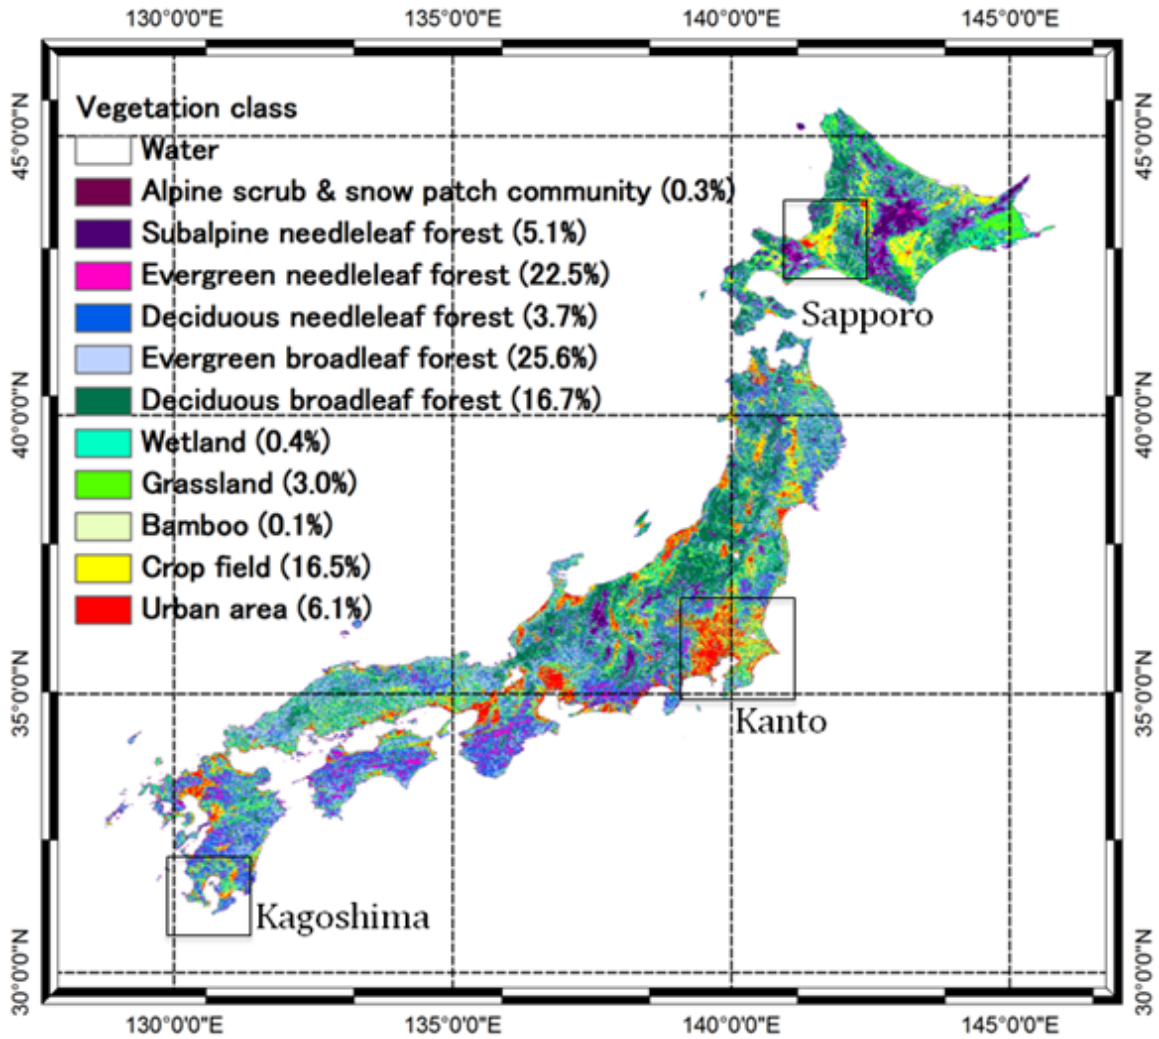 130°0'0"E 135°0'0"E 140°0'0"E 145°0'0"E
45°0'0"N 45°0'0"N
Vegetation class
Water
Alpine scrub & snow patch community (0.3%)
Subalpine needleleaf forest (5.1%)
Evergreen needleleaf forest (22.5%)
Deciduous needleleaf forest (3.7%)
Sapporo
Evergreen broadleaf forest (25.6%)
Deciduous broadleaf forest (16.7%)
40°0'0"N 40°0'0"N
Wetland (0.4%)
Grassland (3.0%)
Bamboo (0.1%)
Crop field (16.5%)
Urban area (6.1%)
35°0'0"N 35°0'0"N
Kanto
Kagoshima
30°0'0"N 30°0'0"N
130°0'0"E 135°0'0"E 140°0'0"E 145°0'0"E